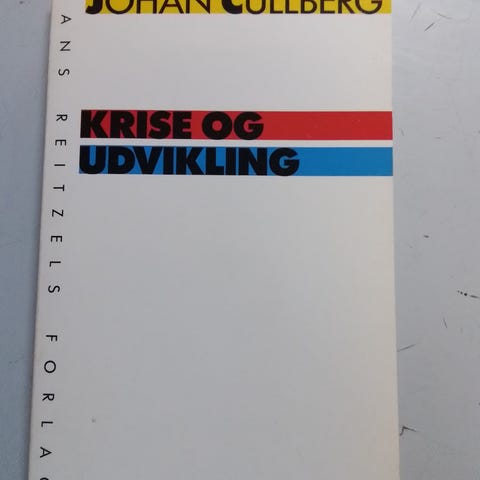 JOHAN CULLBERG
KRISE OG
UDVIKLING
ANS REITZELS FORLAG